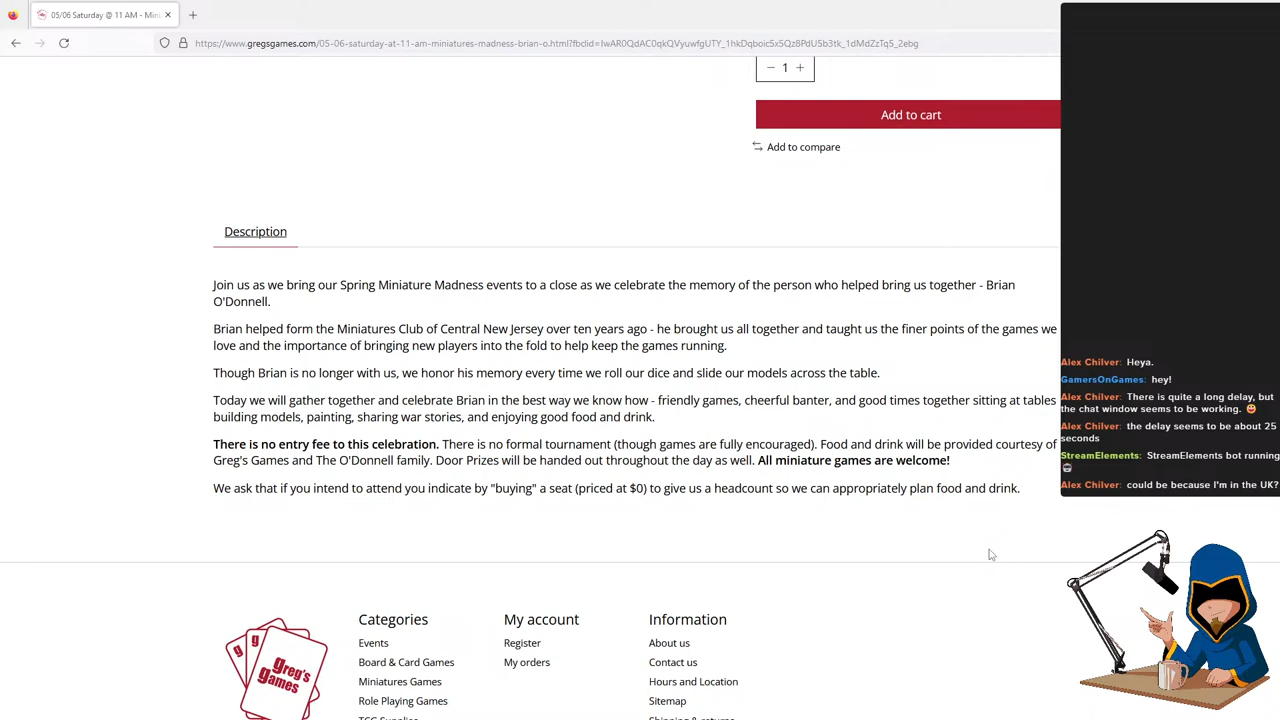 05/06 Saturday @ 11 AM - Min
https://www.gregsgames.com/05-06-saturday-at-11-am-miniatures-madness-brian-o.html?fbclid=IwAR0QdAC0qkQVyuwfgUTY_1hkDqboic5x5Qz8PdU5b3tk_1dMdZzTq5_2ebg
1
Add to cart
Add to compare
Description
Join us as we bring our Spring Miniature Madness events to a close as we celebrate the memory of the person who helped bring us together - Brian
O'Donnell.
Brian helped form the Miniatures Club of Central New Jersey over ten years ago - he brought us all together and taught us the finer points of the games we
love and the importance of bringing new players into the fold to help keep the games running.
Though Brian is no longer with us, we honor his memory every time we roll our dice and slide our models across the table.
Today we will gather together and celebrate Brian in the best way we know how - friendly games, cheerful banter, and good times together sitting at tables
building models, painting, sharing war stories, and enjoying good food and drink.
There is no entry fee to this celebration. There is no formal tournament (though games are fully encouraged). Food and drink will be provided courtesy of
Greg's Games and The O'Donnell family. Door Prizes will be handed out throughout the day as well. All miniature games are welcome!
We ask that if you intend to attend you indicate by "buying" a seat (priced at $0) to give us a headcount so we can appropriately plan food and drink.
Alex Chilver: Heya.
GamersOnGames: hey!
Alex Chilver: There is quite a long delay, but
the chat window seems to be working.
Alex Chilver: the delay seems to be about 25
seconds
StreamElements: StreamElements bot running
Alex Chilver: could be because I'm in the UK?
g g
greg's
games
Categories
Events
Board & Card Games
Miniatures Games
Role Playing Games
TCG Supplies
My account
Register
My orders
Information
About us
Contact us
Hours and Location
Sitemap
Shipping & returns